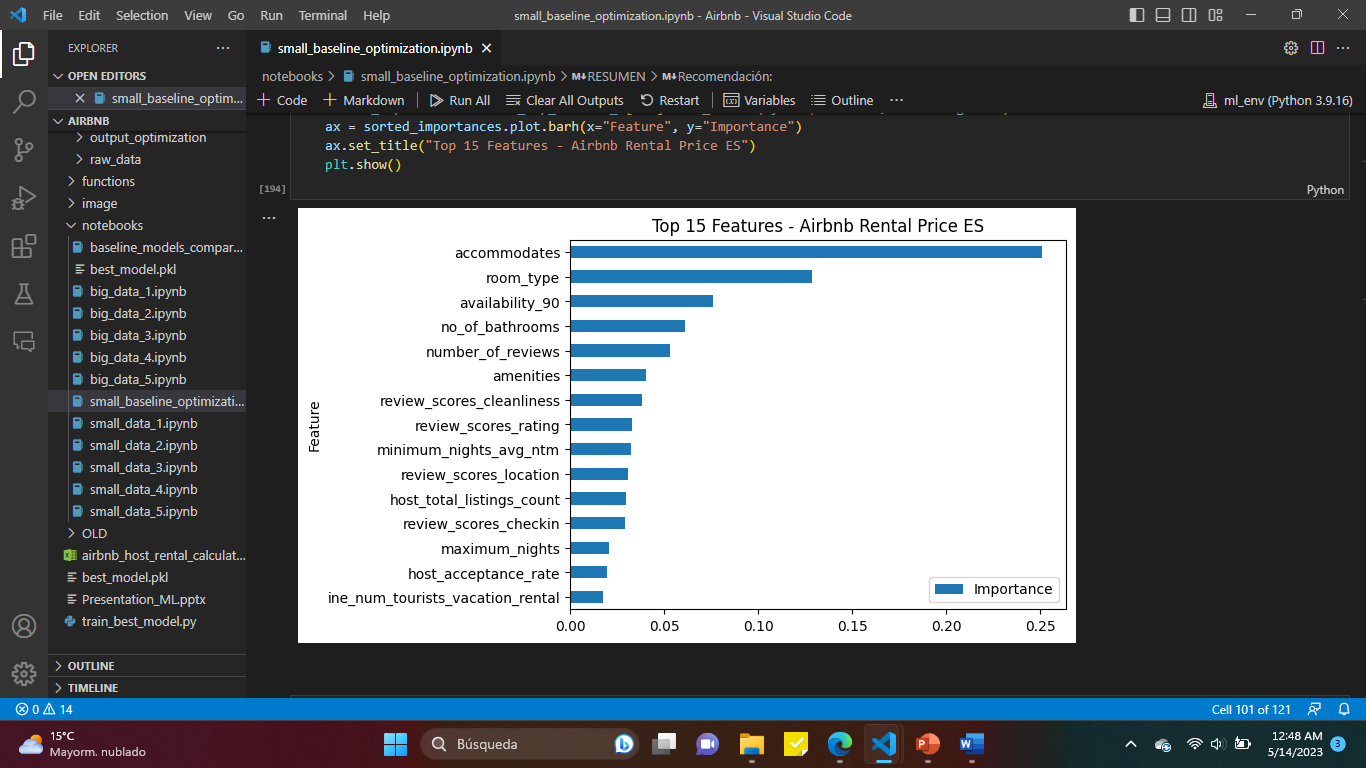 File Edit Selection View Go Run Terminal Help
small_baseline_optimization.ipynb - Airbnb - Visual Studio Code
EXPLORER
OPEN EDITORS
small_baseline_optim...
AIRBNB
output_optimization
raw_data
functions
image
notebooks
baseline_models_compar...
best_model.pkl
big_data_1.ipynb
big_data_2.ipynb
big_data_3.ipynb
big_data_4.ipynb
big_data_5.ipynb
small_baseline_optimizati...
small_data_1.ipynb
small_data_2.ipynb
small_data_3.ipynb
small_data_4.ipynb
small_data_5.ipynb
OLD
airbnb_host_rental_calculat...
best_model.pkl
Presentation_ML.pptx
train_best_model.py
OUTLINE
TIMELINE
small_baseline_optimization.ipynb
notebooks > small_baseline_optimization.ipynb > M↓RESUMEN > M↓Recomendación:
+ Code + Markdown Run All Clear All Outputs Restart Variables Outline ...
ml_env (Python 3.9.16)
ax = sorted_importances.plot.barh(x="Feature", y="Importance")
ax.set_title("Top 15 Features - Airbnb Rental Price ES")
plt.show()
[194]
Python
Top 15 Features - Airbnb Rental Price ES
Feature
accommodates
room_type
availability_90
no_of_bathrooms
number_of_reviews
amenities
review_scores_cleanliness
review_scores_rating
minimum_nights_avg_ntm
review_scores_location
host_total_listings_count
review_scores_checkin
maximum_nights
host_acceptance_rate
ine_num_tourists_vacation_rental
Importance
0.00 0.05 0.10 0.15 0.20 0.25
0 14
Cell 101 of 121
15°C
Mayorm. nublado
Búsqueda
12:48 AM
5/14/2023
3